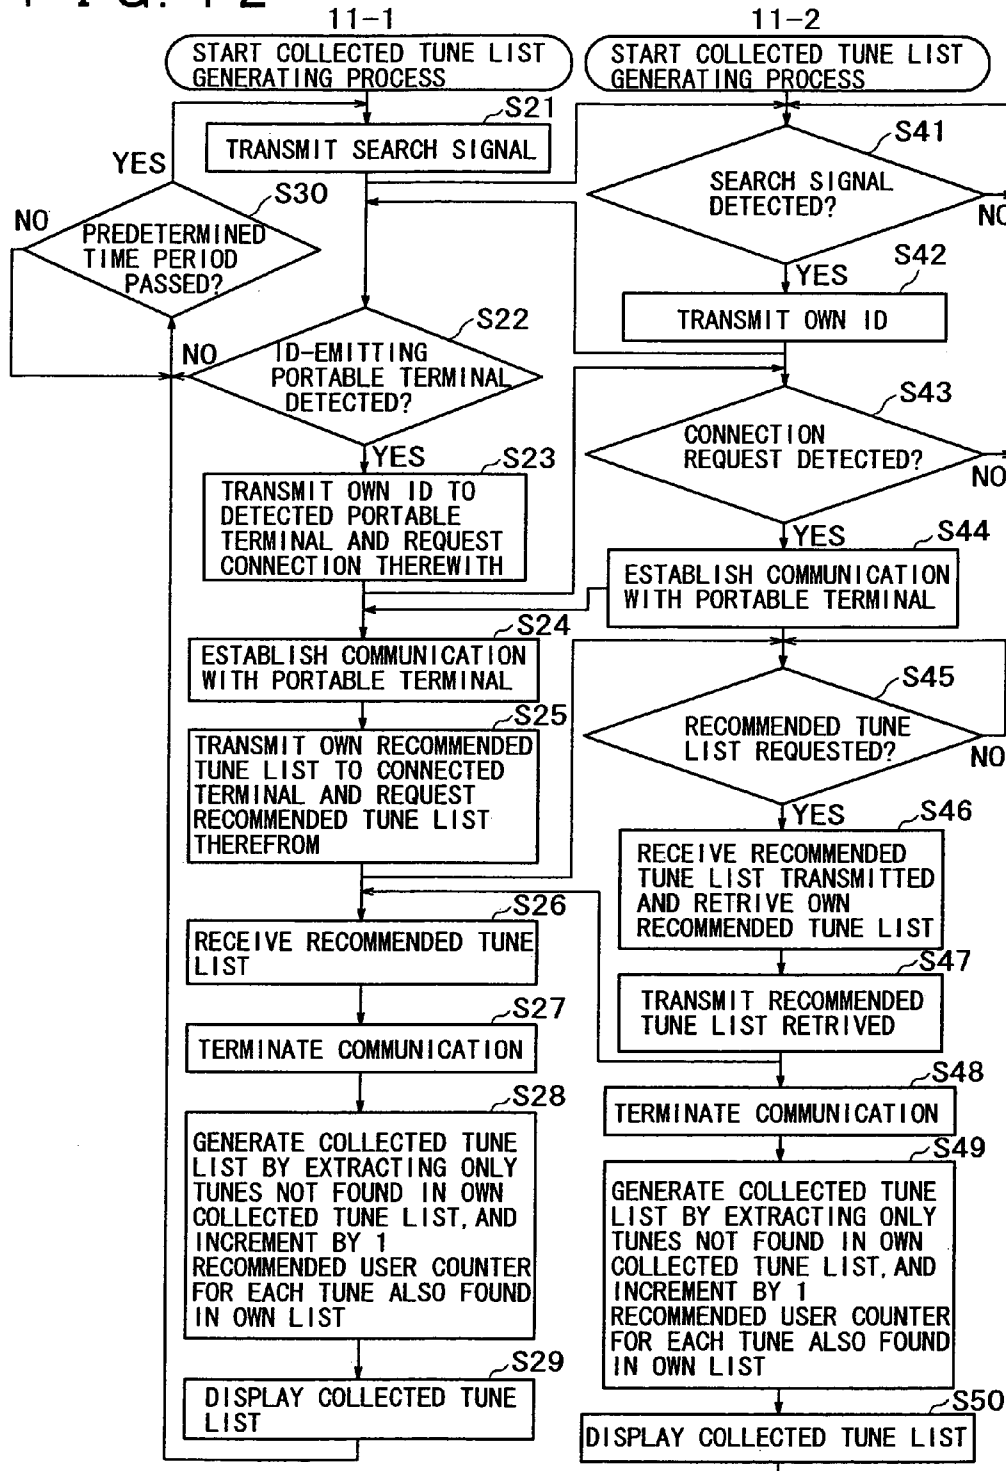 FIG. 12
11-1
START COLLECTED TUNE LIST
GENERATING PROCESS
S21
TRANSMIT SEARCH SIGNAL
YES
S30
NO
PREDETERMINED
TIME PERIOD
PASSED?
S22
NO
ID-EMITTING
PORTABLE TERMINAL
DETECTED?
YES
S23
TRANSMIT OWN ID TO
DETECTED PORTABLE
TERMINAL AND REQUEST
CONNECTION THEREWITH
S24
ESTABLISH COMMUNICATION
WITH PORTABLE TERMINAL
S25
TRANSMIT OWN RECOMMENDED
TUNE LIST TO CONNECTED
TERMINAL AND REQUEST
RECOMMENDED TUNE LIST
THEREFROM
S26
RECEIVE RECOMMENDED TUNE
LIST
S27
TERMINATE COMMUNICATION
S28
GENERATE COLLECTED TUNE
LIST BY EXTRACTING ONLY
TUNES NOT FOUND IN OWN
COLLECTED TUNE LIST, AND
INCREMENT BY 1
RECOMMENDED USER COUNTER
FOR EACH TUNE ALSO FOUND
IN OWN LIST
S29
DISPLAY COLLECTED TUNE
LIST
11-2
START COLLECTED TUNE LIST
GENERATING PROCESS
S41
SEARCH SIGNAL
DETECTED?
NO
YES
S42
TRANSMIT OWN ID
S43
CONNECTION
REQUEST DETECTED?
NO
YES
S44
ESTABLISH COMMUNICATION
WITH PORTABLE TERMINAL
S45
RECOMMENDED TUNE
LIST REQUESTED?
NO
YES
S46
RECEIVE RECOMMENDED
TUNE LIST TRANSMITTED
AND RETRIVE OWN
RECOMMENDED TUNE LIST
S47
TRANSMIT RECOMMENDED
TUNE LIST RETRIVED
S48
TERMINATE COMMUNICATION
S49
GENERATE COLLECTED TUNE
LIST BY EXTRACTING ONLY
TUNES NOT FOUND IN OWN
COLLECTED TUNE LIST, AND
INCREMENT BY 1
RECOMMENDED USER COUNTER
FOR EACH TUNE ALSO FOUND
IN OWN LIST
S50
DISPLAY COLLECTED TUNE LIST